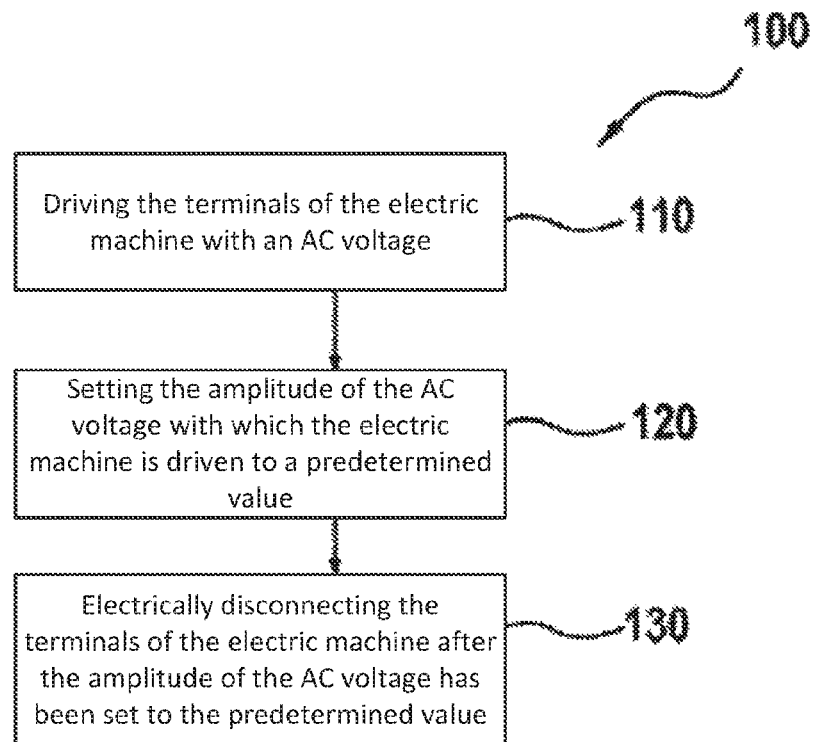 100
Driving the terminals of the electric
machine with an AC voltage
110
Setting the amplitude of the AC
voltage with which the electric
machine is driven to a predetermined
value
120
Electrically disconnecting the
terminals of the electric machine after
the amplitude of the AC voltage has
been set to the predetermined value
130